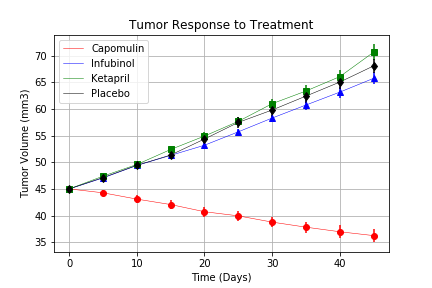 Tumor Response to Treatment
Capomulin
Infubinol
Ketapril
Placebo
Tumor Volume (mm3)
70
65
60
55
50
45
40
35
0 10 20 30 40
Time (Days)